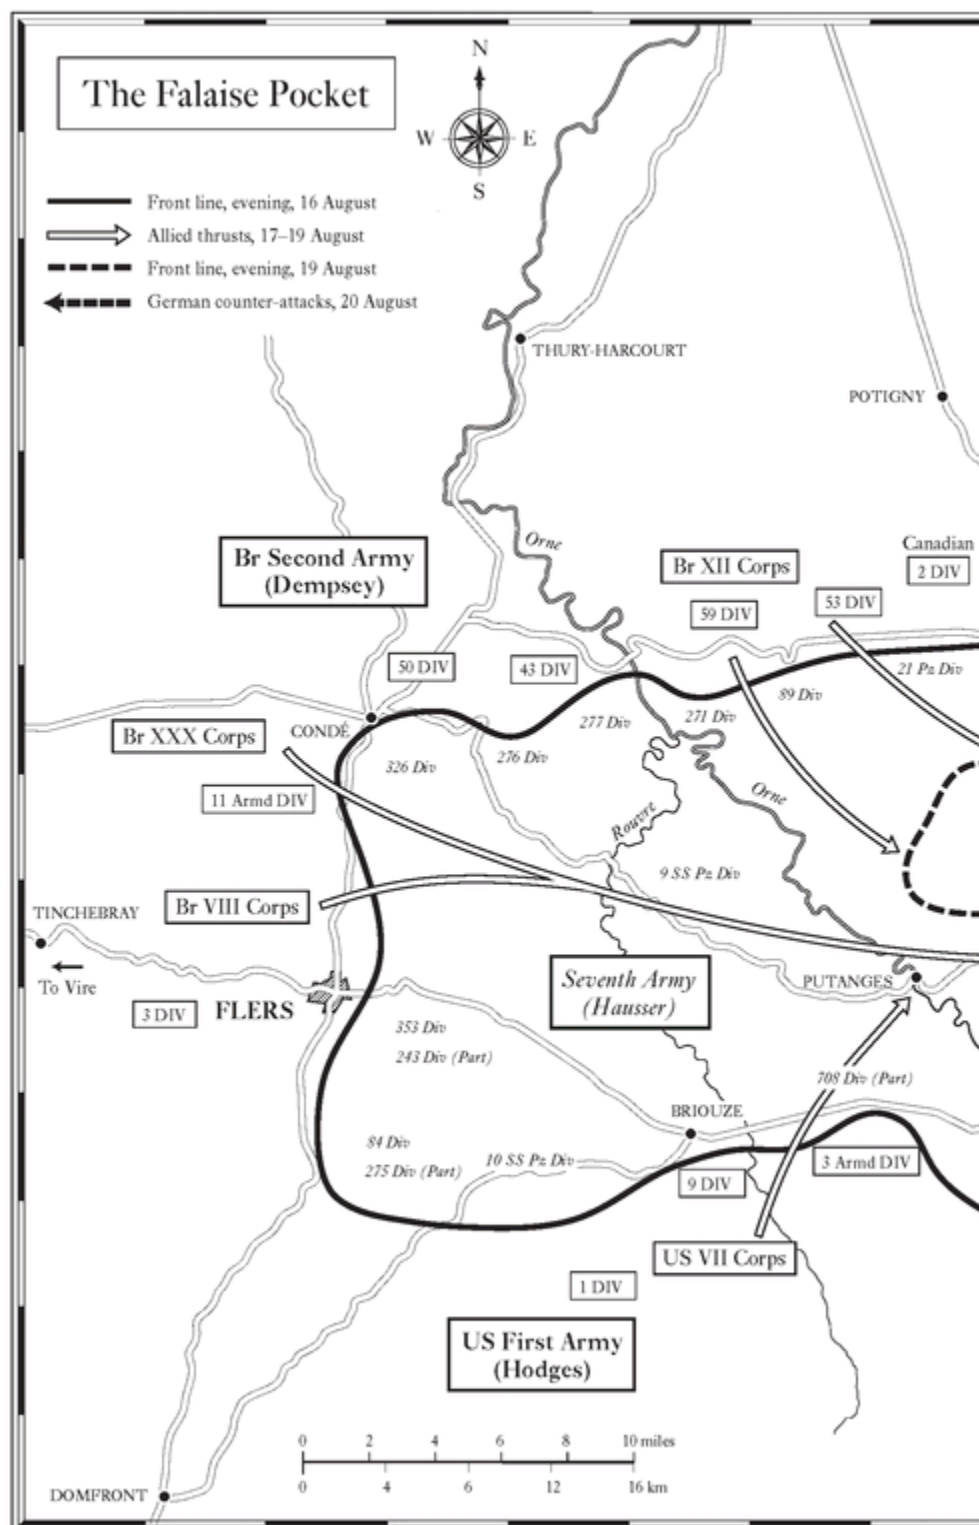 The Falaise Pocket
N
W
E
S
Front line, evening, 16 August
Allied thrusts, 17–19 August
Front line, evening, 19 August
German counter-attacks, 20 August
THURY-HARCOURT
POTIGNY
Orne
Canadian
2 DIV
Br Second Army
(Dempsey)
Br XII Corps
59 DIV
53 DIV
50 DIV
43 DIV
21 Pz Div
89 Div
271 Div
277 Div
276 Div
326 Div
CONDÉ
Br XXX Corps
11 Armd DIV
Orne
Rouvre
9 SS Pz Div
Br VIII Corps
TINCHEBRAY
To Vire
3 DIV
FLERS
Seventh Army
(Hausser)
PUTANGES
353 Div
243 Div (Part)
708 Div (Part)
BRIOUZE
84 Div
275 Div (Part)
10 SS Pz Div
3 Armd DIV
9 DIV
US VII Corps
1 DIV
US First Army
(Hodges)
0 2 4 6 8 10 miles
0 4 6 12 16 km
DOMFRONT